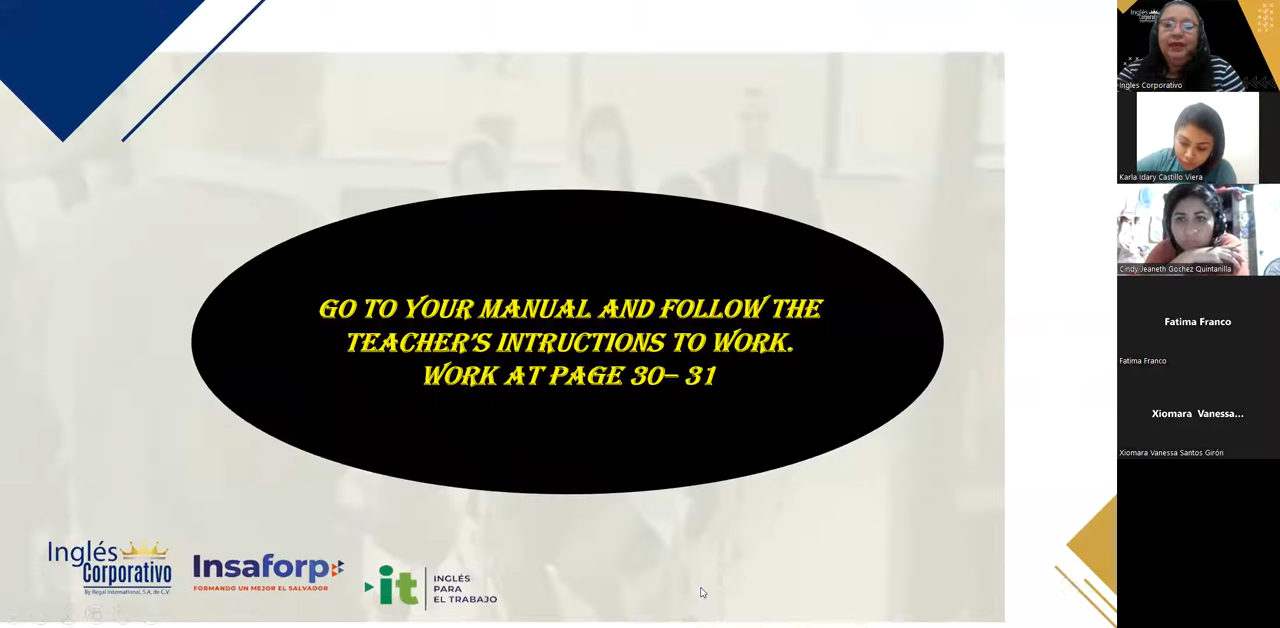 GO TO YOUR MANUAL AND FOLLOW THE
TEACHER'S INTRUCTIONS TO WORK.
WORK AT PAGE 30– 31
Inglés
Corporativo
By Regal International, S.A. de C.V.
Insaforp
FORMANDO UN MEJOR EL SALVADOR
it
INGLÉS
PARA
EL TRABAJO
Inglés
Corporativo
Ingles Corporativo
Karla Idary Castillo Viera
Cindy Jeaneth Gochez Quintanilla
Fatima Franco
Fatima Franco
Xiomara Vanessa...
Xiomara Vanessa Santos Girón